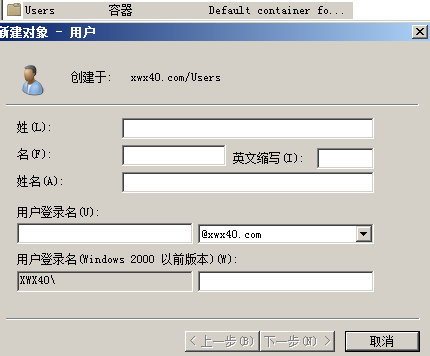 Users 容器 Default container fo...
新建对象 - 用户
创建于: xwx40.com/Users
姓(L):
名(F): 英文缩写(I):
姓名(A):
用户登录名(U):
@xwx40.com
用户登录名(Windows 2000 以前版本)(W):
XWX40\
< 上一步(B) 下一步(N) > 取消